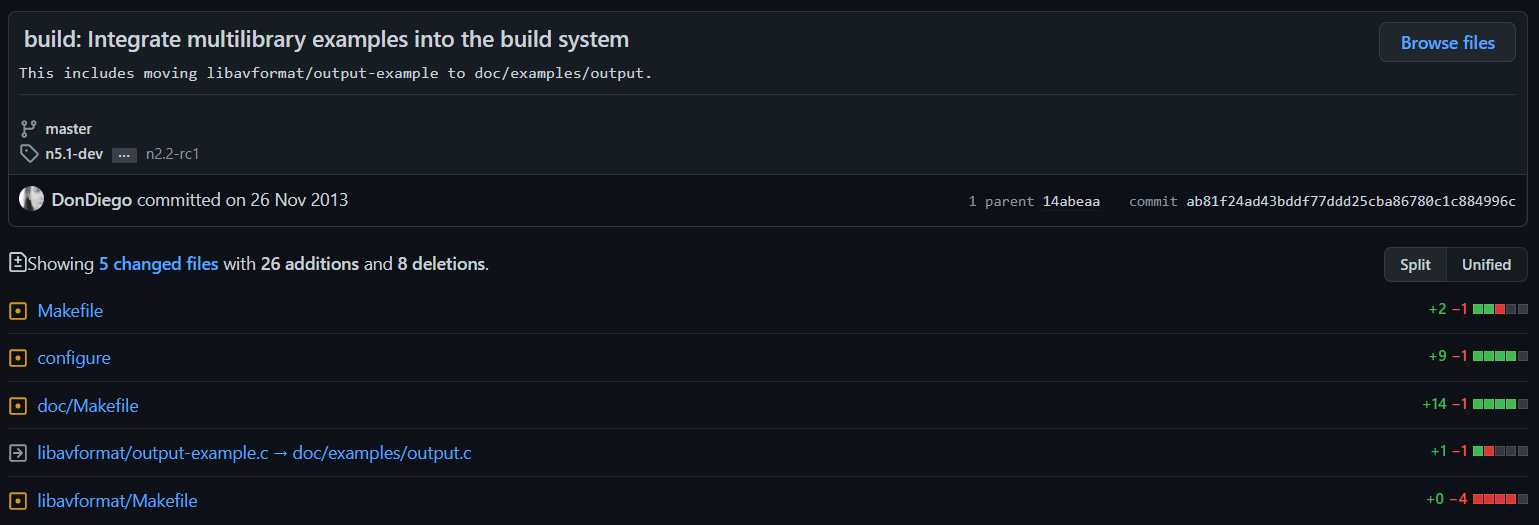 build: Integrate multilibrary examples into the build system
Browse files
This includes moving libavformat/output-example to doc/examples/output.
master
n5.1-dev ... n2.2-rc1
DonDiego committed on 26 Nov 2013
1 parent 14abeaa commit ab81f24ad43bddf77ddd25cba86780c1c884996c
Showing 5 changed files with 26 additions and 8 deletions.
Split Unified
Makefile +2 −1
configure +9 −1
doc/Makefile +14 −1
libavformat/output-example.c → doc/examples/output.c +1 −1
libavformat/Makefile +0 −4